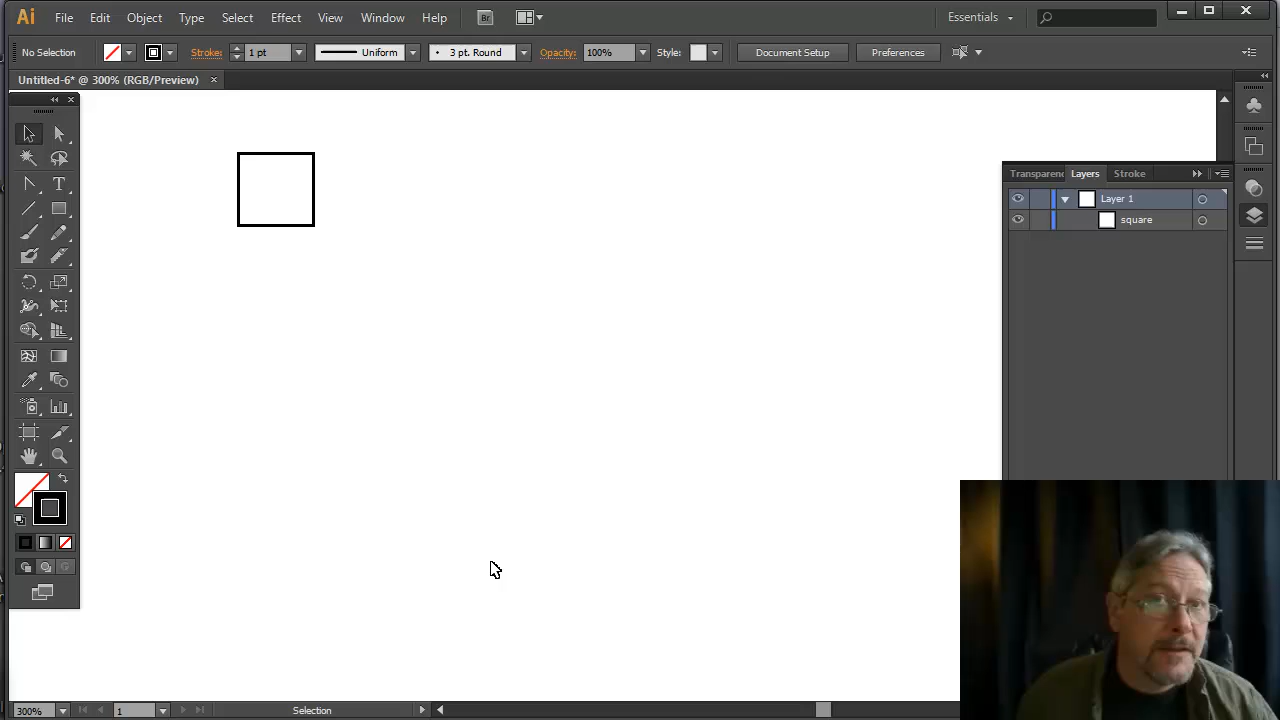 Ai File Edit Object Type Select Effect View Window Help Br Essentials
No Selection Stroke: 1 pt Uniform 3 pt. Round Opacity: 100% Style: Document Setup Preferences
Untitled-6* @ 300% (RGB/Preview)
Transparenc Layers Stroke
Layer 1
square
300% 1 Selection